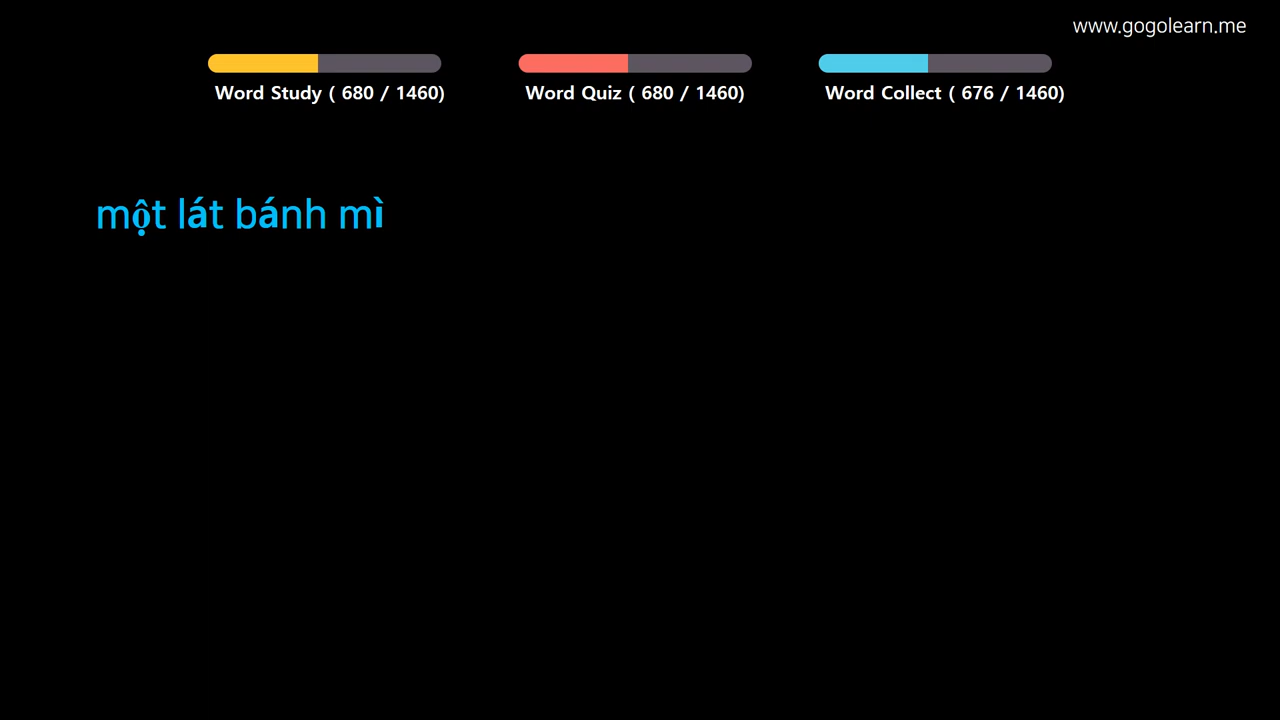 www.gogolearn.me
Word Study ( 680 / 1460)
Word Quiz ( 680 / 1460)
Word Collect ( 676 / 1460)
một lát bánh mì